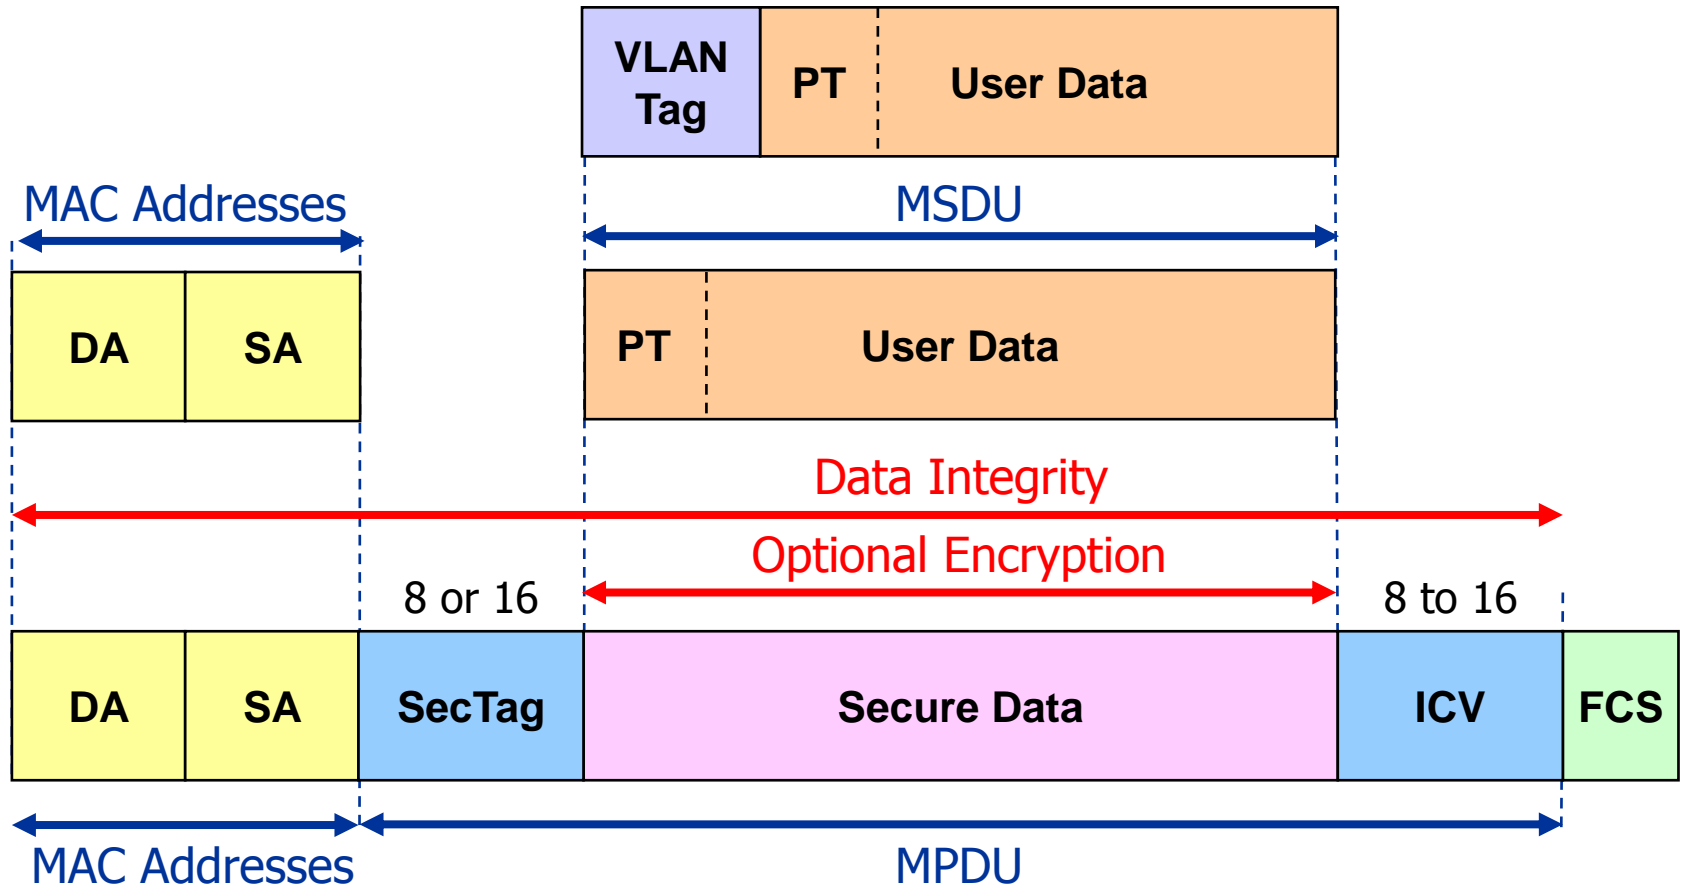 VLAN
Tag
PT
User Data
MAC Addresses
MSDU
DA
SA
PT
User Data
Data Integrity
Optional Encryption
8 or 16
8 to 16
DA
SA
SecTag
Secure Data
ICV
FCS
MAC Addresses
MPDU